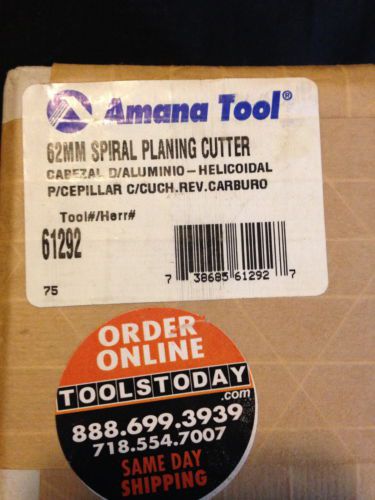 Amana Tool®
62MM SPIRAL PLANING CUTTER
CABEZAL D/ALUMINIO-HELICOIDAL
P/CEPILLAR C/CUCH.REV.CARBURO
Tool#/Herr#
61292
7 38685 61292 7
75
ORDER
ONLINE
TOOLSTODAY
.com
888.699.3939
718.554.7007
SAME DAY
SHIPPING